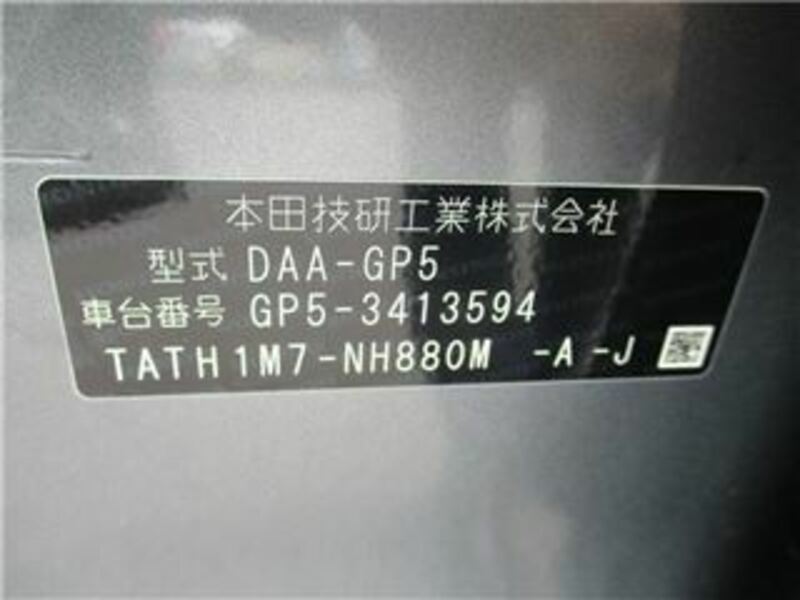 本田技研工業株式会社
型式 DAA-GP5
車台番号 GP5-3413594
TATH1M7-NH880M -A-J